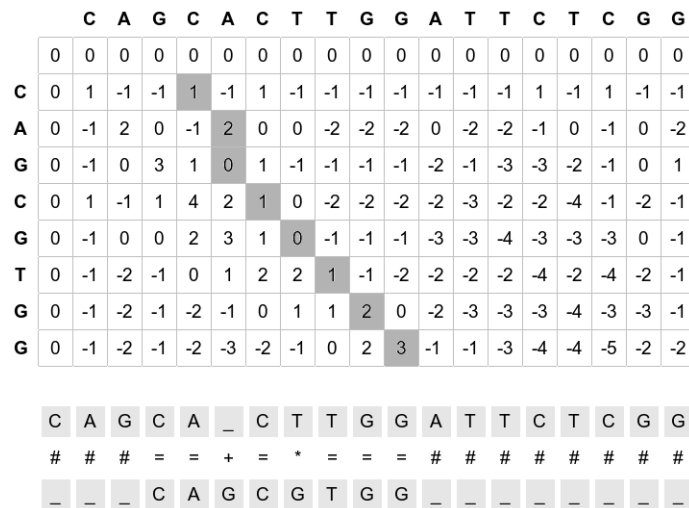 C A G C A C T T G G A T T C T C G G
0 0 0 0 0 0 0 0 0 0 0 0 0 0 0 0 0 0 0
C 0 1 -1 -1 1 -1 1 -1 -1 -1 -1 -1 -1 -1 1 -1 1 -1 -1
A 0 -1 2 0 -1 2 0 0 -2 -2 -2 0 -2 -2 -1 0 -1 0 -2
G 0 -1 0 3 1 0 1 -1 -1 -1 -1 -2 -1 -3 -3 -2 -1 0 1
C 0 1 -1 1 4 2 1 0 -2 -2 -2 -2 -3 -2 -2 -4 -1 -2 -1
G 0 -1 0 0 2 3 1 0 -1 -1 -1 -3 -3 -4 -3 -3 -3 0 -1
T 0 -1 -2 -1 0 1 2 2 1 -1 -2 -2 -2 -2 -4 -2 -4 -2 -1
G 0 -1 -2 -1 -2 -1 0 1 1 2 0 -2 -3 -3 -3 -4 -3 -3 -1
G 0 -1 -2 -1 -2 -3 -2 -1 0 2 3 -1 -1 -3 -4 -4 -5 -2 -2
C A G C A _ C T T G G A T T C T C G G
# # # = = + = * = = = # # # # # # # #
_ _ _ C A G C G T G G _ _ _ _ _ _ _ _